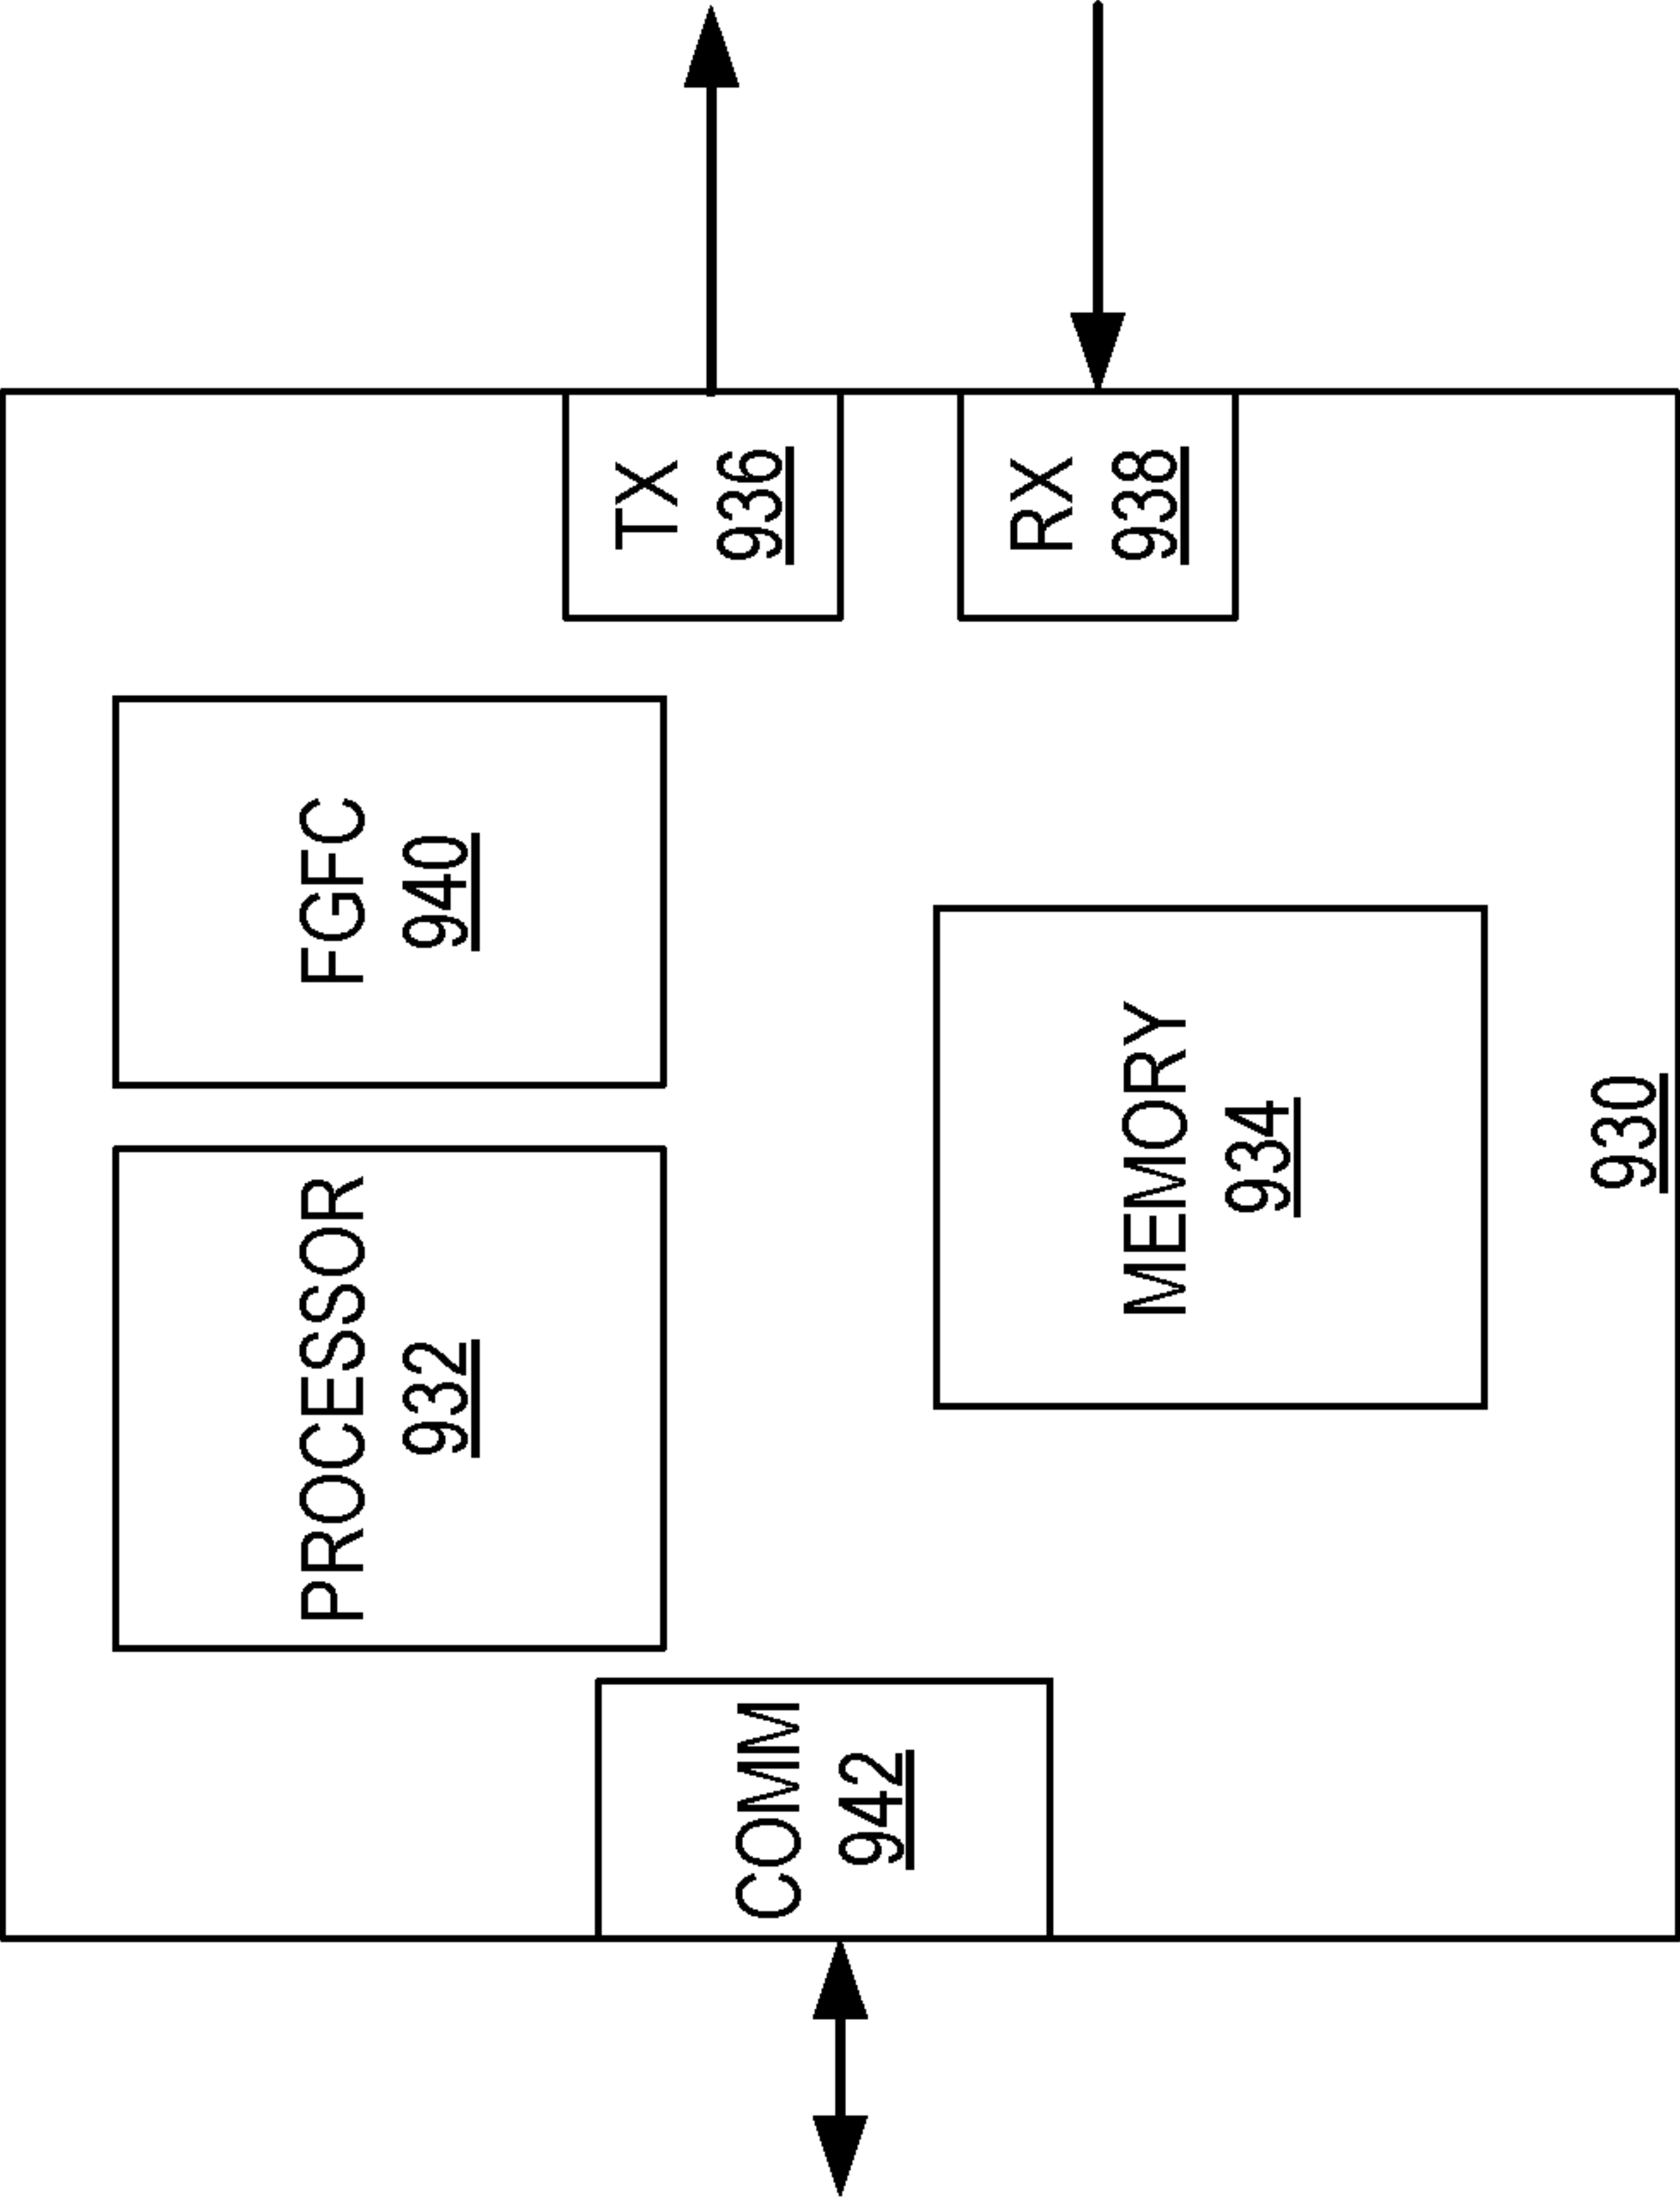 PROCESSOR
932
FGFC
940
COMM
942
TX
936
RX
938
MEMORY
934
930